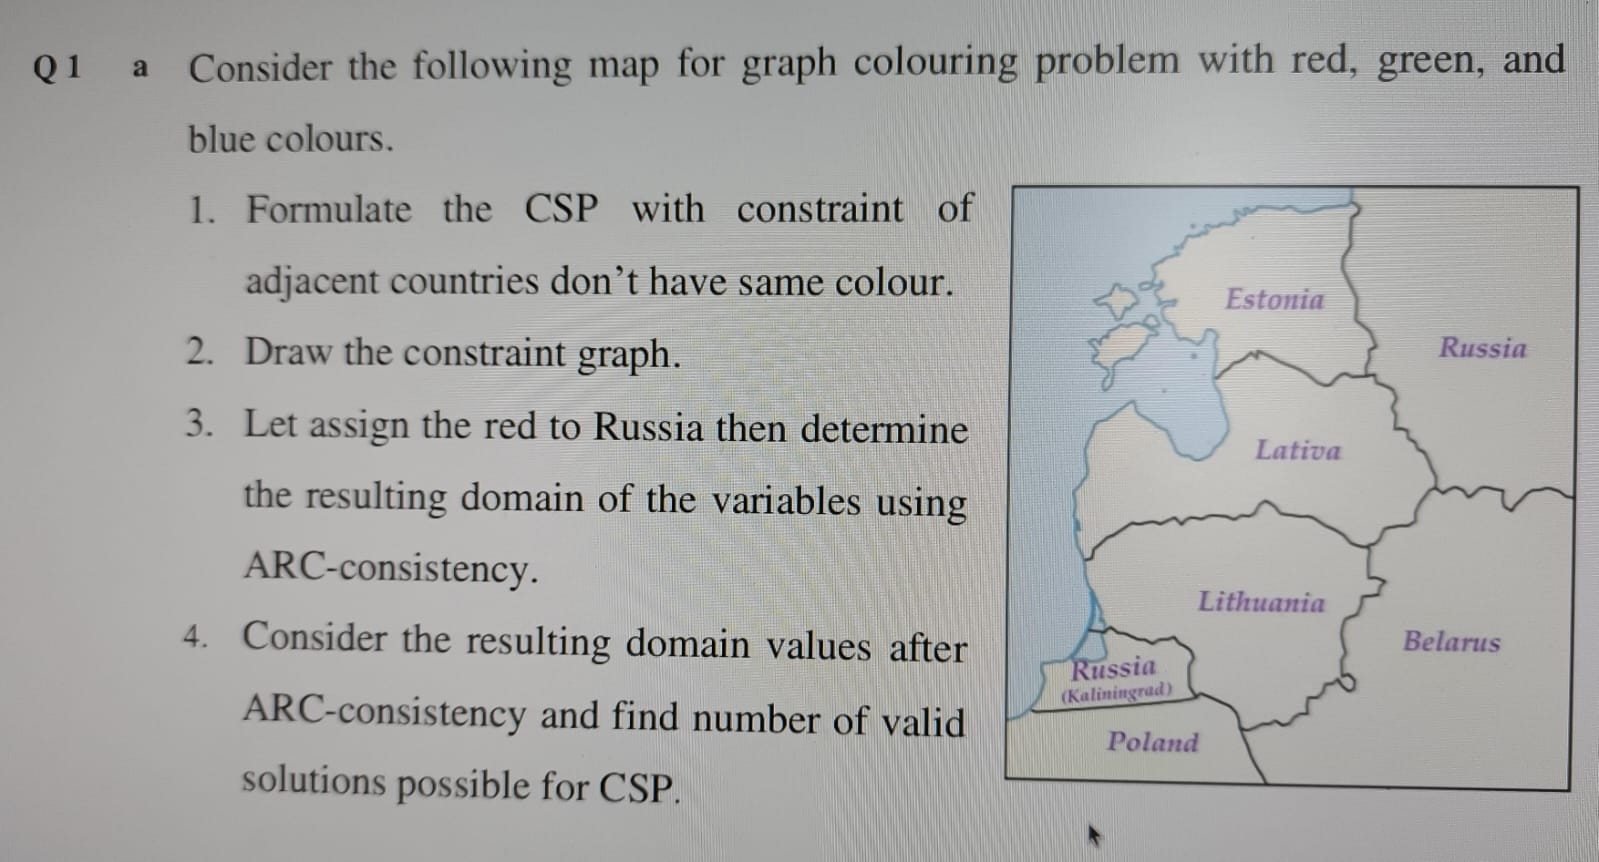 Q 1 a Consider the following map for graph colouring problem with red, green, and
blue colours.
1. Formulate the CSP with constraint of
adjacent countries don’t have same colour.
2. Draw the constraint graph.
3. Let assign the red to Russia then determine
the resulting domain of the variables using
ARC-consistency.
4. Consider the resulting domain values after
ARC-consistency and find number of valid
solutions possible for CSP.
Estonia
Russia
Lativa
Lithuania
Belarus
Russia
(Kaliningrad)
Poland